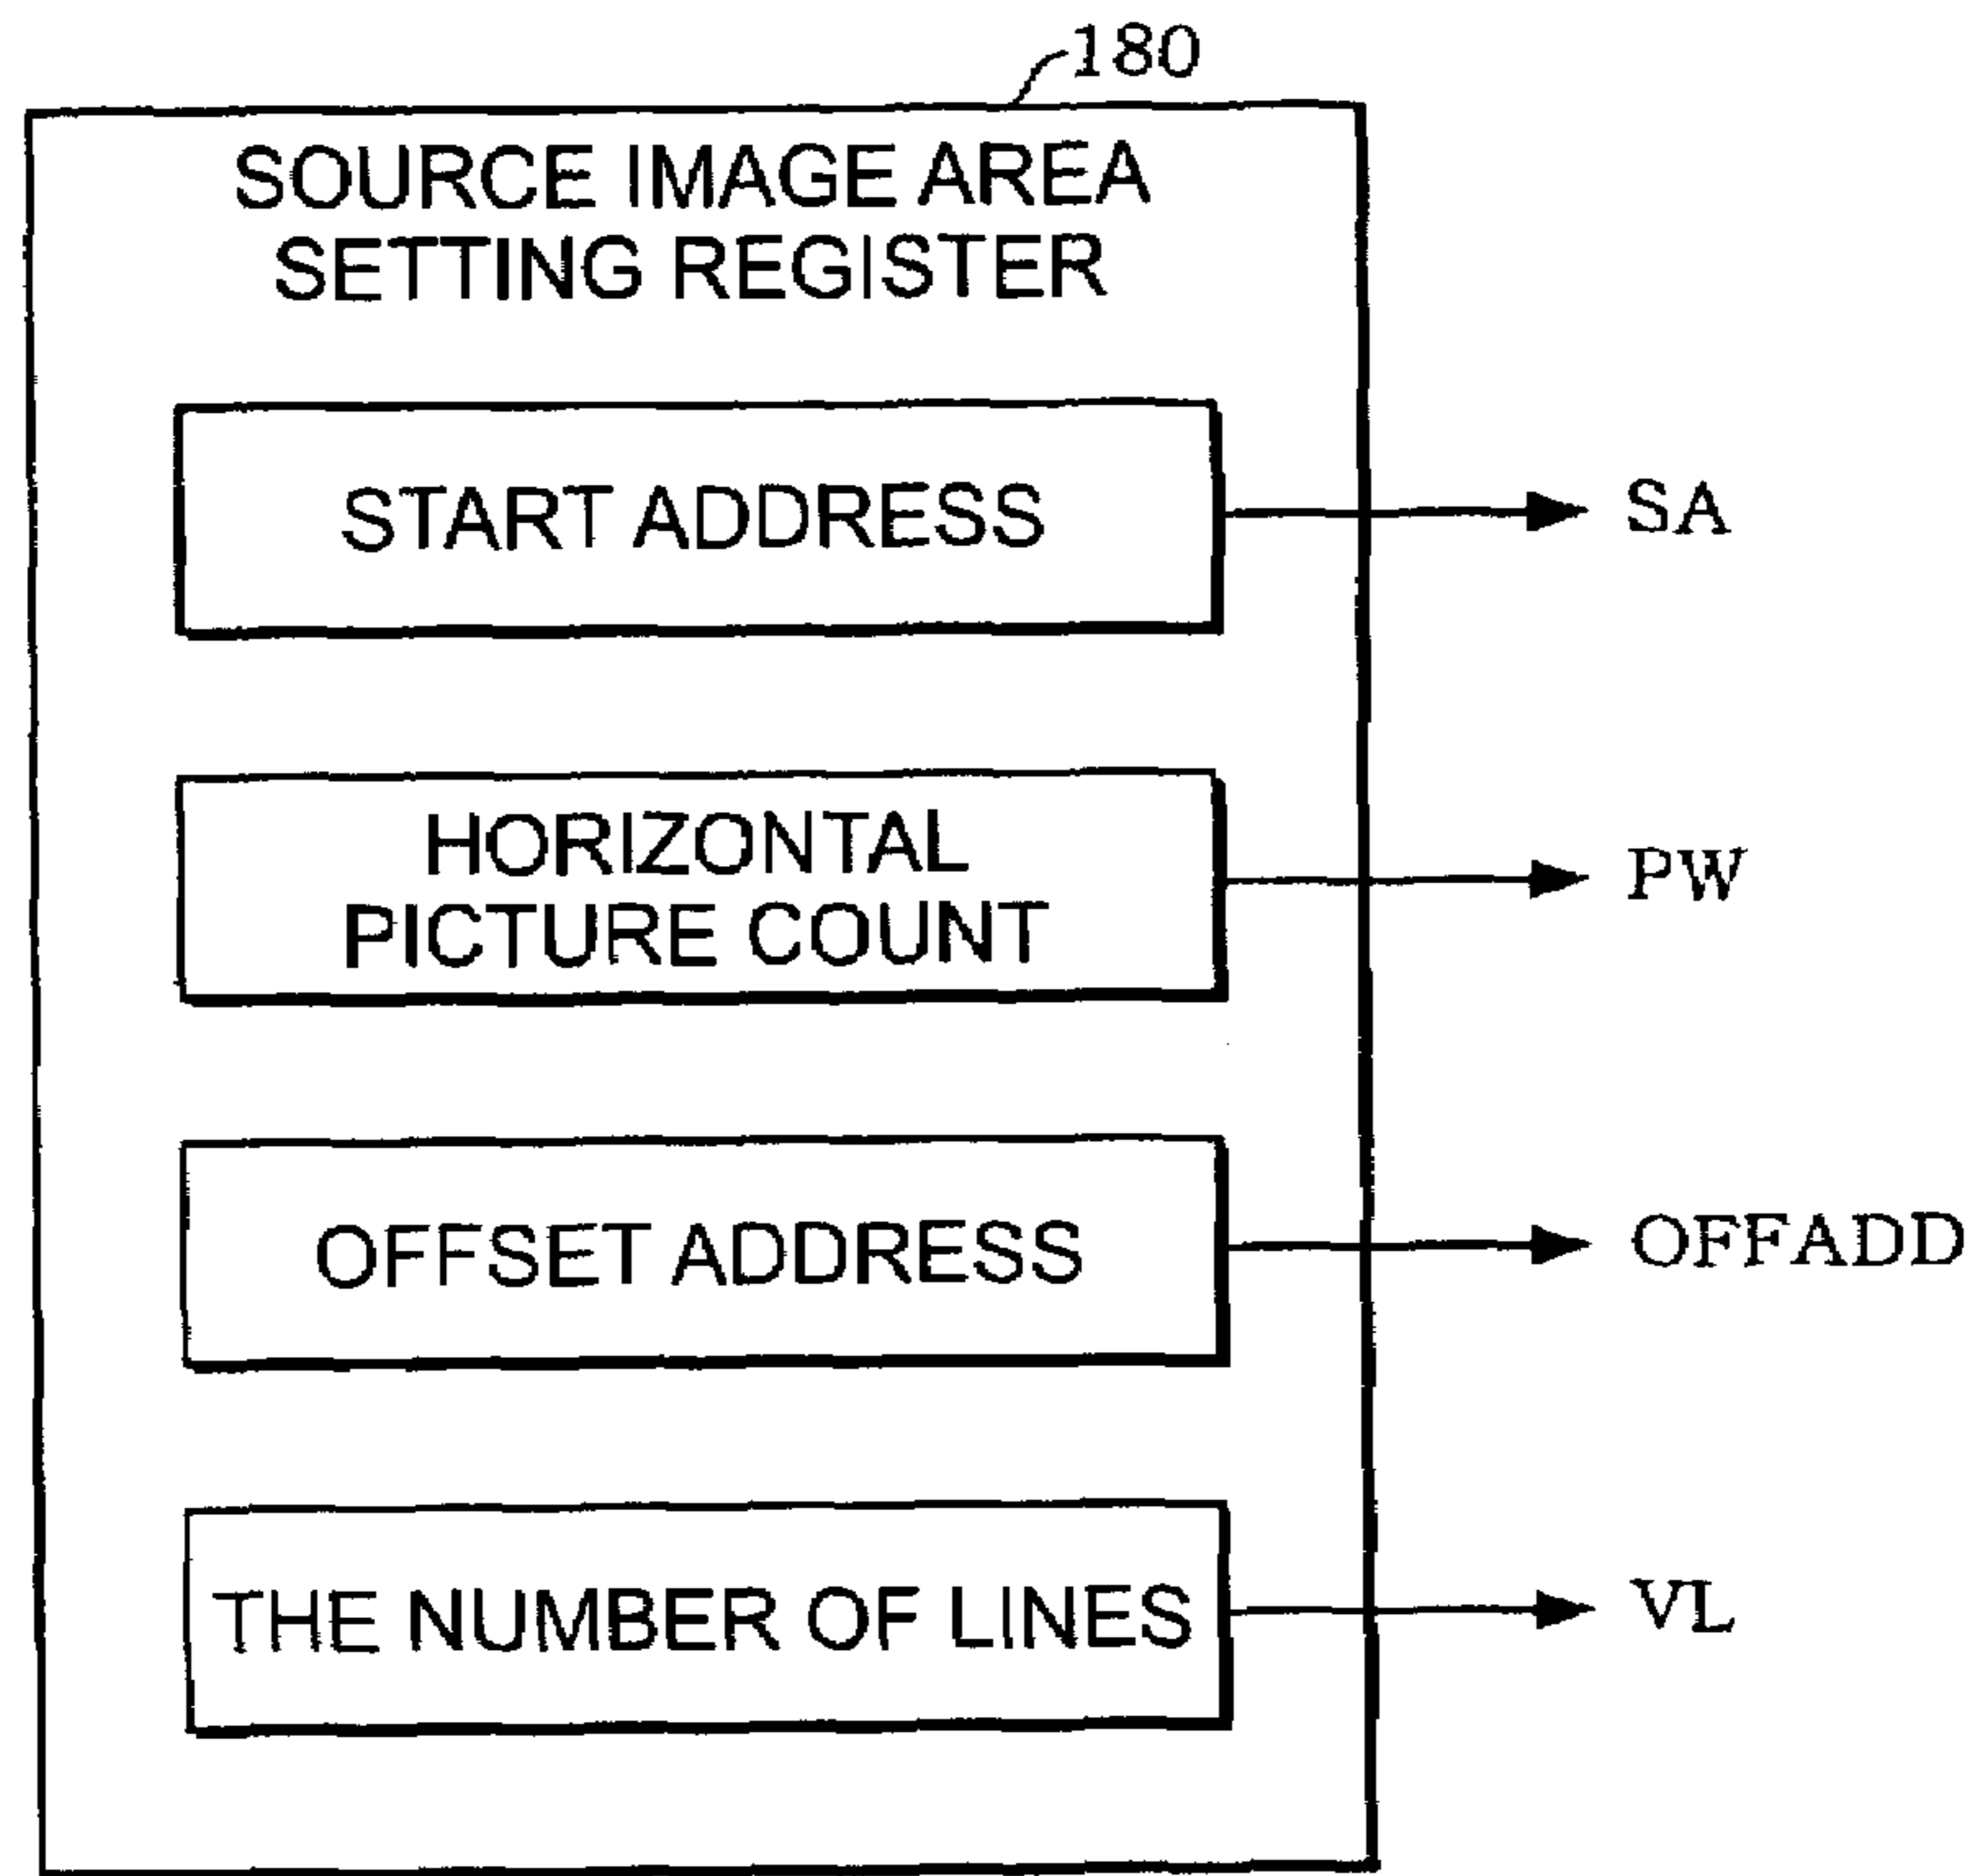 180
SOURCE IMAGE AREA
SETTING REGISTER
START ADDRESS
SA
HORIZONTAL
PICTURE COUNT
PW
OFFSET ADDRESS
OFFADD
THE NUMBER OF LINES
VL